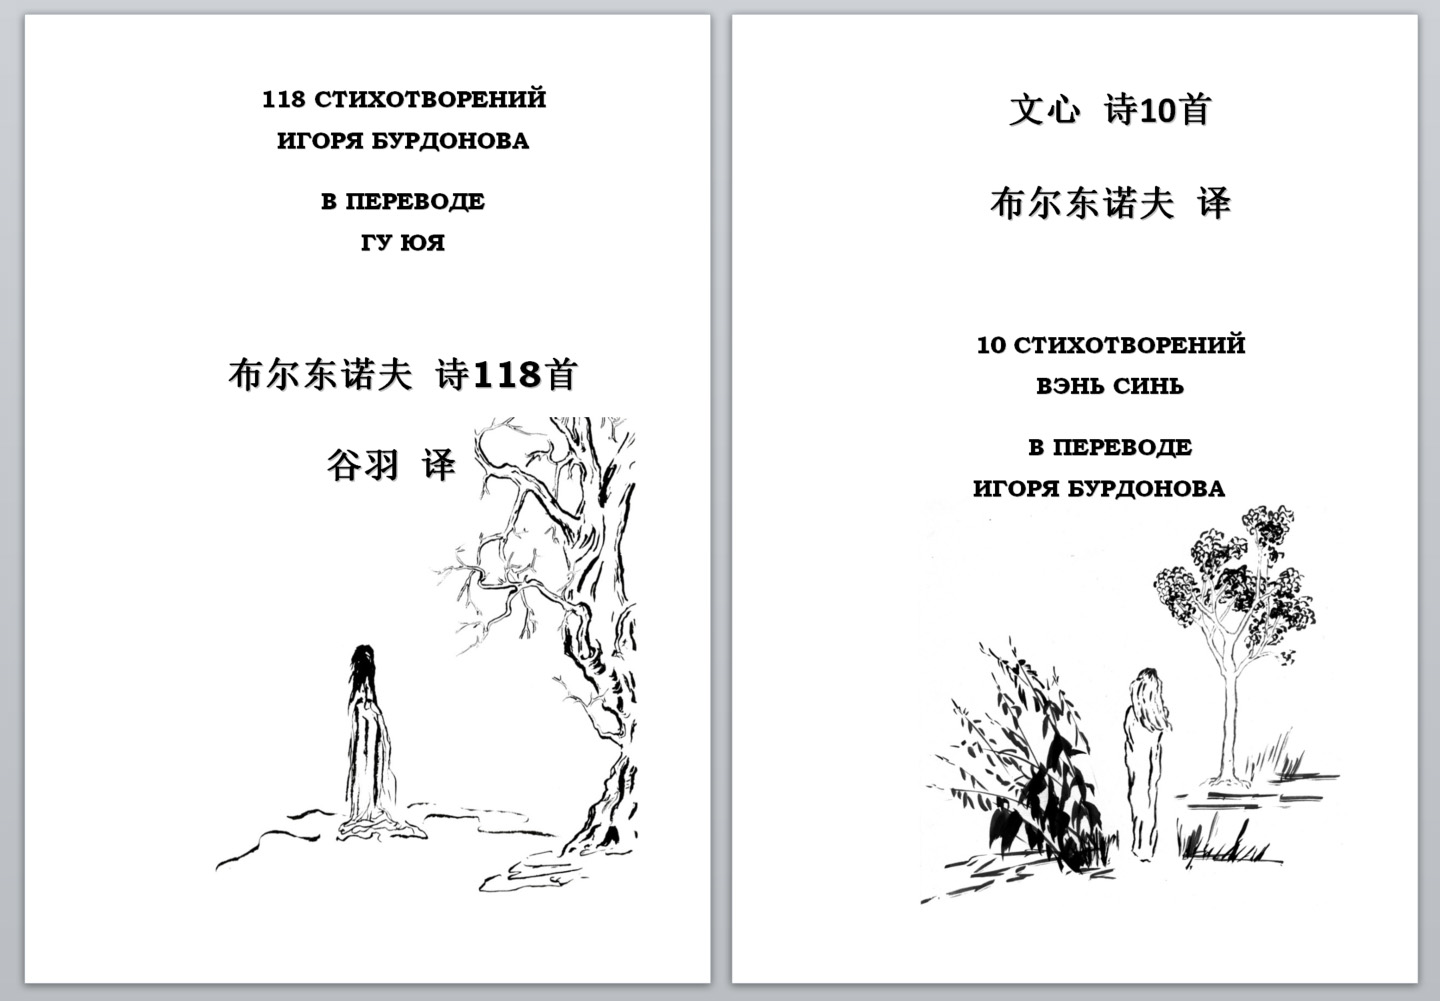 118 СТИХОТВОРЕНИЙ
ИГОРЯ БУРДОНОВА
В ПЕРЕВОДЕ
ГУ ЮЯ
布尔东诺夫 诗118首
谷羽 译
文心 诗10首
布尔东诺夫 译
10 СТИХОТВОРЕНИЙ
ВЭНЬ СИНЬ
В ПЕРЕВОДЕ
ИГОРЯ БУРДОНОВА